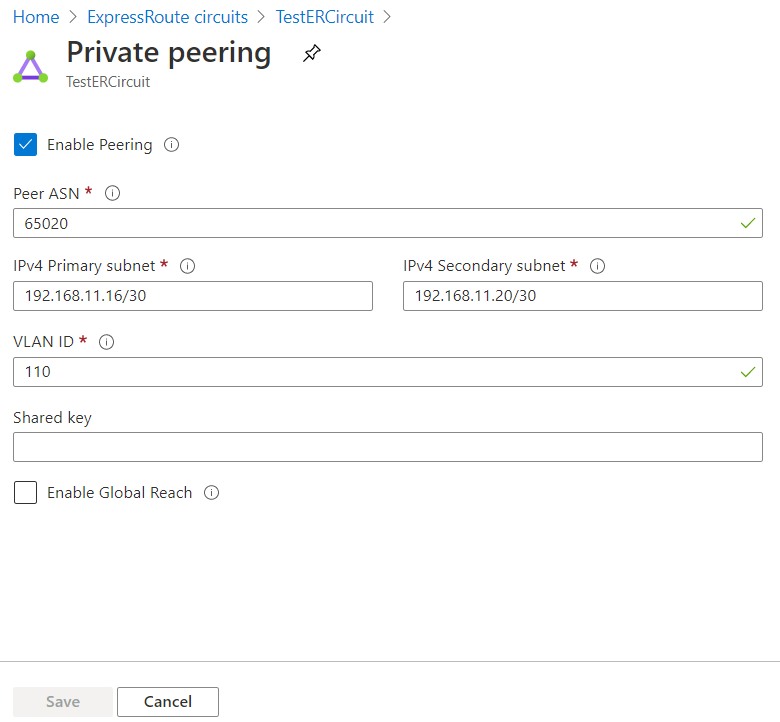 Home > ExpressRoute circuits > TestERCircuit >
Private peering
TestERCircuit
Enable Peering
Peer ASN *
65020
IPv4 Primary subnet * IPv4 Secondary subnet *
192.168.11.16/30 192.168.11.20/30
VLAN ID *
110
Shared key
Enable Global Reach
Save Cancel